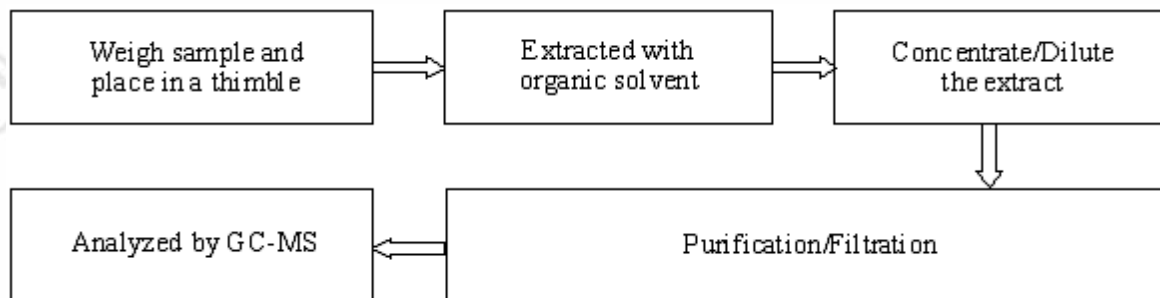 Weigh sample and
place in a thimble
Extracted with
organic solvent
Concentrate/Dilute
the extract
Purification/Filtration
Analyzed by GC-MS